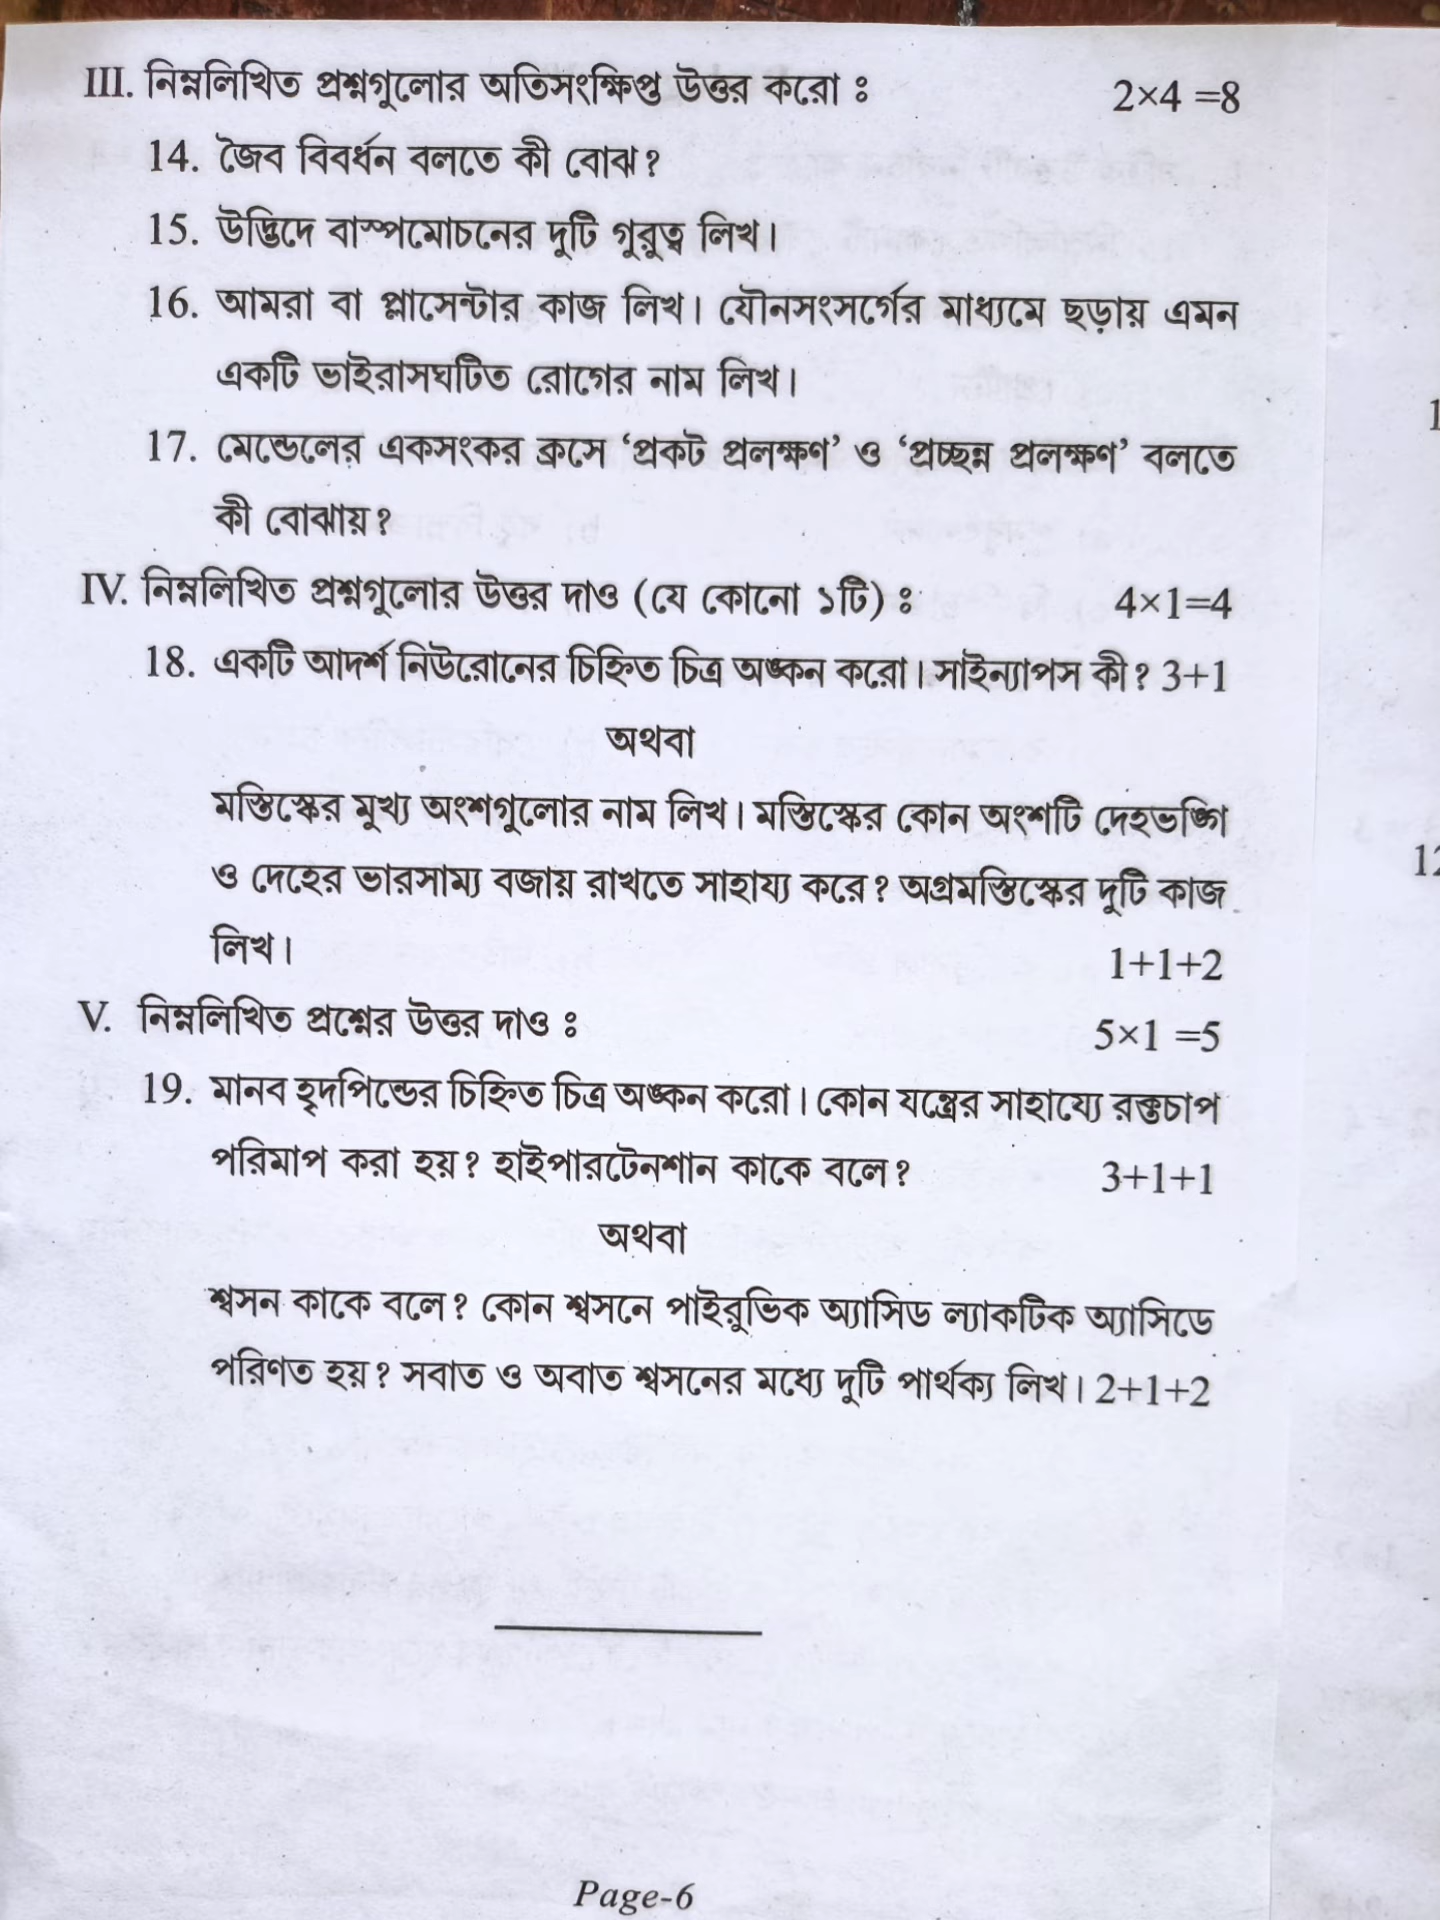 III. নিম্নলিখিত প্রশ্নগুলোর অতিসংক্ষিপ্ত উত্তর করো ঃ 2×4 =8
14. জৈব বিবর্ধন বলতে কী বোঝ?
15. উদ্ভিদে বাস্পমোচনের দুটি গুরুত্ব লিখ।
16. আমরা বা প্লাসেন্টার কাজ লিখ। যৌনসংসর্গের মাধ্যমে ছড়ায় এমন
একটি ভাইরাসঘটিত রোগের নাম লিখ।
17. মেন্ডেলের একসংকর ক্রসে ‘প্রকট প্রলক্ষণ’ ও ‘প্রচ্ছন্ন প্রলক্ষণ’ বলতে
কী বোঝায়?
IV. নিম্নলিখিত প্রশ্নগুলোর উত্তর দাও (যে কোনো ১টি) ঃ 4×1=4
18. একটি আদর্শ নিউরোনের চিহ্নিত চিত্র অঙ্কন করো। সাইন্যাপস কী? 3+1
অথবা
মস্তিস্কের মুখ্য অংশগুলোর নাম লিখ। মস্তিস্কের কোন অংশটি দেহভঙ্গি
ও দেহের ভারসাম্য বজায় রাখতে সাহায্য করে? অগ্রমস্তিস্কের দুটি কাজ
লিখ। 1+1+2
V. নিম্নলিখিত প্রশ্নের উত্তর দাও ঃ 5×1 =5
19. মানব হৃদপিন্ডের চিহ্নিত চিত্র অঙ্কন করো। কোন যন্ত্রের সাহায্যে রক্তচাপ
পরিমাপ করা হয়? হাইপারটেনশান কাকে বলে? 3+1+1
অথবা
শ্বসন কাকে বলে? কোন শ্বসনে পাইরুভিক অ্যাসিড ল্যাকটিক অ্যাসিডে
পরিণত হয়? সবাত ও অবাত শ্বসনের মধ্যে দুটি পার্থক্য লিখ। 2+1+2
Page-6